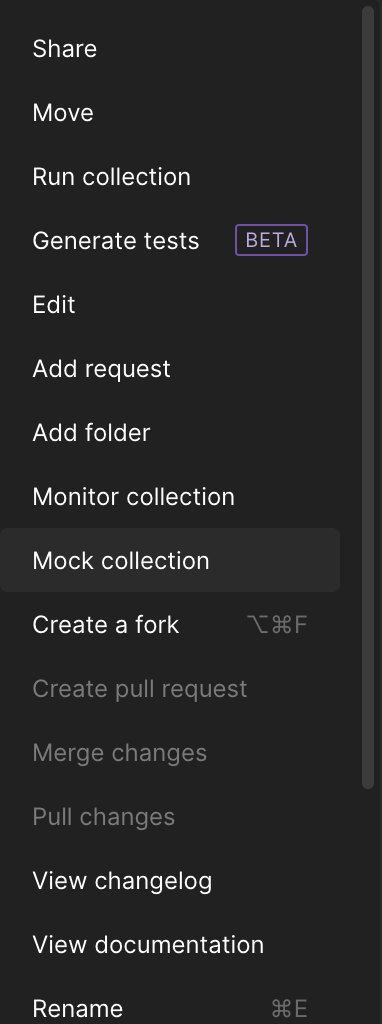 Share
Move
Run collection
Generate tests BETA
Edit
Add request
Add folder
Monitor collection
Mock collection
Create a fork ⌥⌘F
Create pull request
Merge changes
Pull changes
View changelog
View documentation
Rename ⌘E